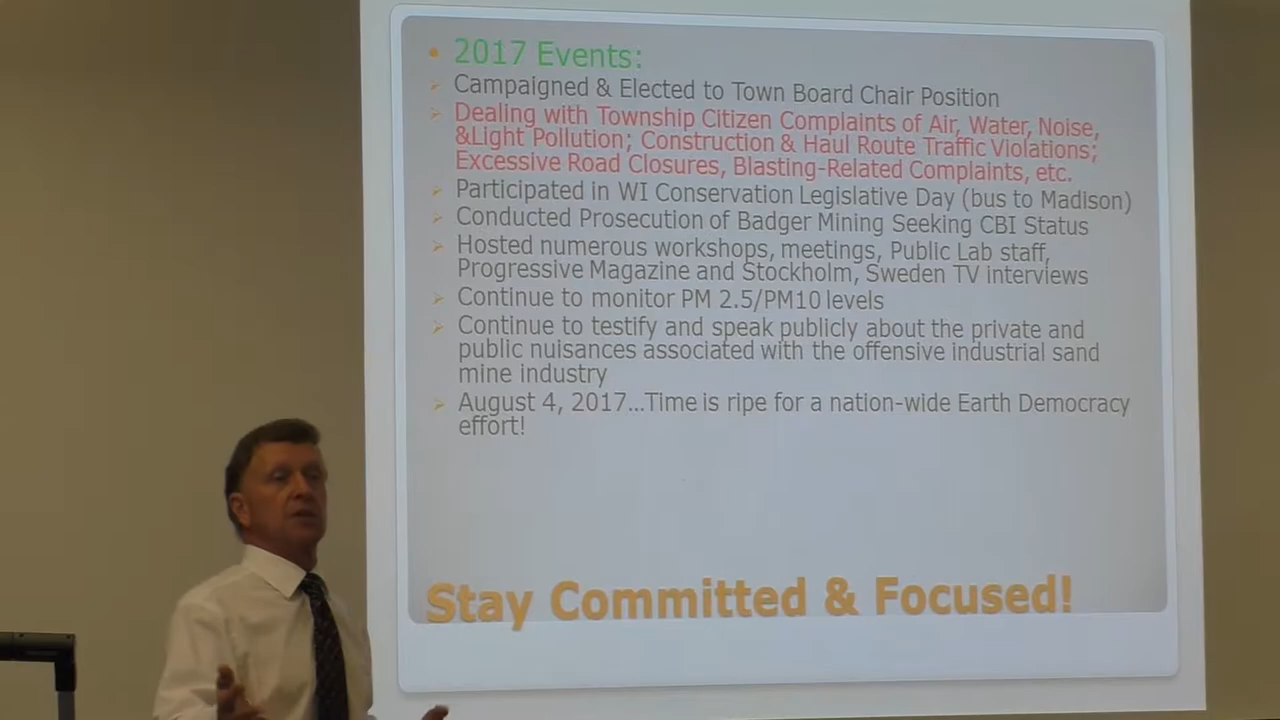 2017 Events:
Campaigned & Elected to Town Board Chair Position
Dealing with Township Citizen Complaints of Air, Water, Noise,
&Light Pollution; Construction & Haul Route Traffic Violations;
Excessive Road Closures, Blasting-Related Complaints, etc.
Participated in WI Conservation Legislative Day (bus to Madison)
Conducted Prosecution of Badger Mining Seeking CBI Status
Hosted numerous workshops, meetings, Public Lab staff,
Progressive Magazine and Stockholm, Sweden TV interviews
Continue to monitor PM 2.5/PM10 levels
Continue to testify and speak publicly about the private and
public nuisances associated with the offensive industrial sand
mine industry
August 4, 2017...Time is ripe for a nation-wide Earth Democracy
effort!
Stay Committed & Focused!